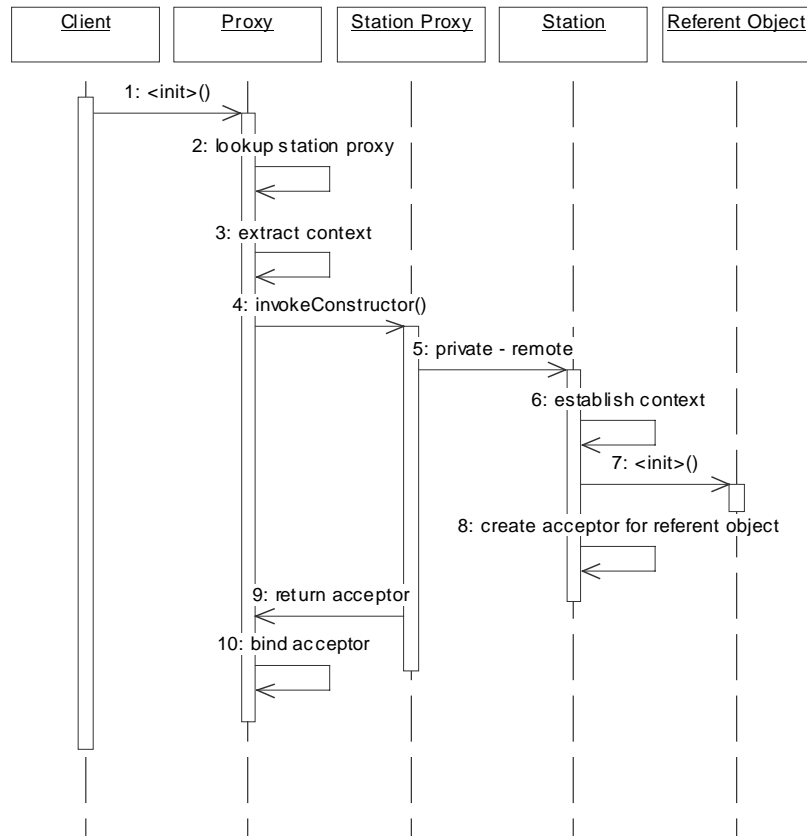 Client
Proxy
Station Proxy
Station
Referent Object
1: <init>()
2: lookup station proxy
3: extract context
4: invokeConstructor()
5: private - remote
6: establish context
7: <init>()
8: create acceptor for referent object
9: return acceptor
10: bind acceptor